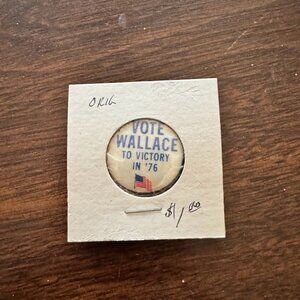 ORIG
VOTE
WALLACE
TO VICTORY
IN '76
$1,00